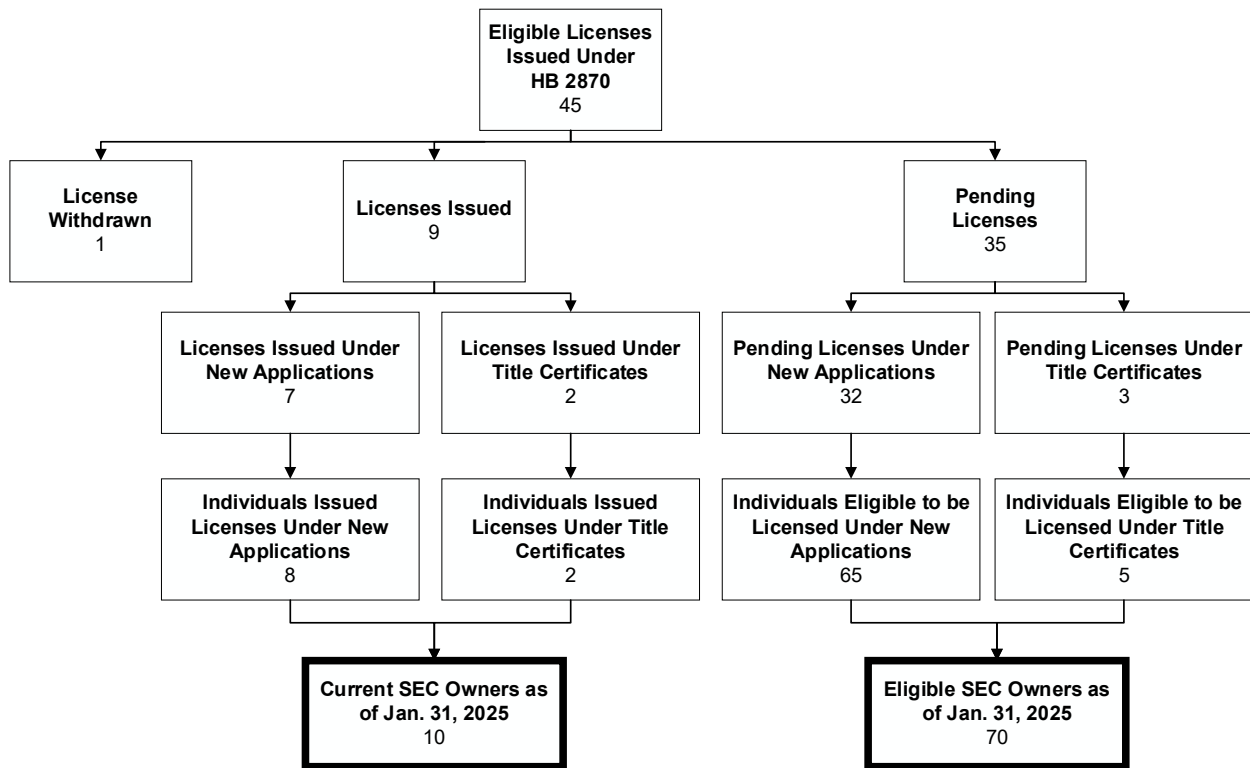 Eligible Licenses
Issued Under
HB 2870
45
License
Withdrawn
1
Licenses Issued
9
Pending
Licenses
35
Licenses Issued Under
New Applications
7
Licenses Issued Under
Title Certificates
2
Pending Licenses Under
New Applications
32
Pending Licenses Under
Title Certificates
3
Individuals Issued
Licenses Under New
Applications
8
Individuals Issued
Licenses Under Title
Certificates
2
Individuals Eligible to be
Licensed Under New
Applications
65
Individuals Eligible to be
Licensed Under Title
Certificates
5
Current SEC Owners as
of Jan. 31, 2025
10
Eligible SEC Owners as
of Jan. 31, 2025
70